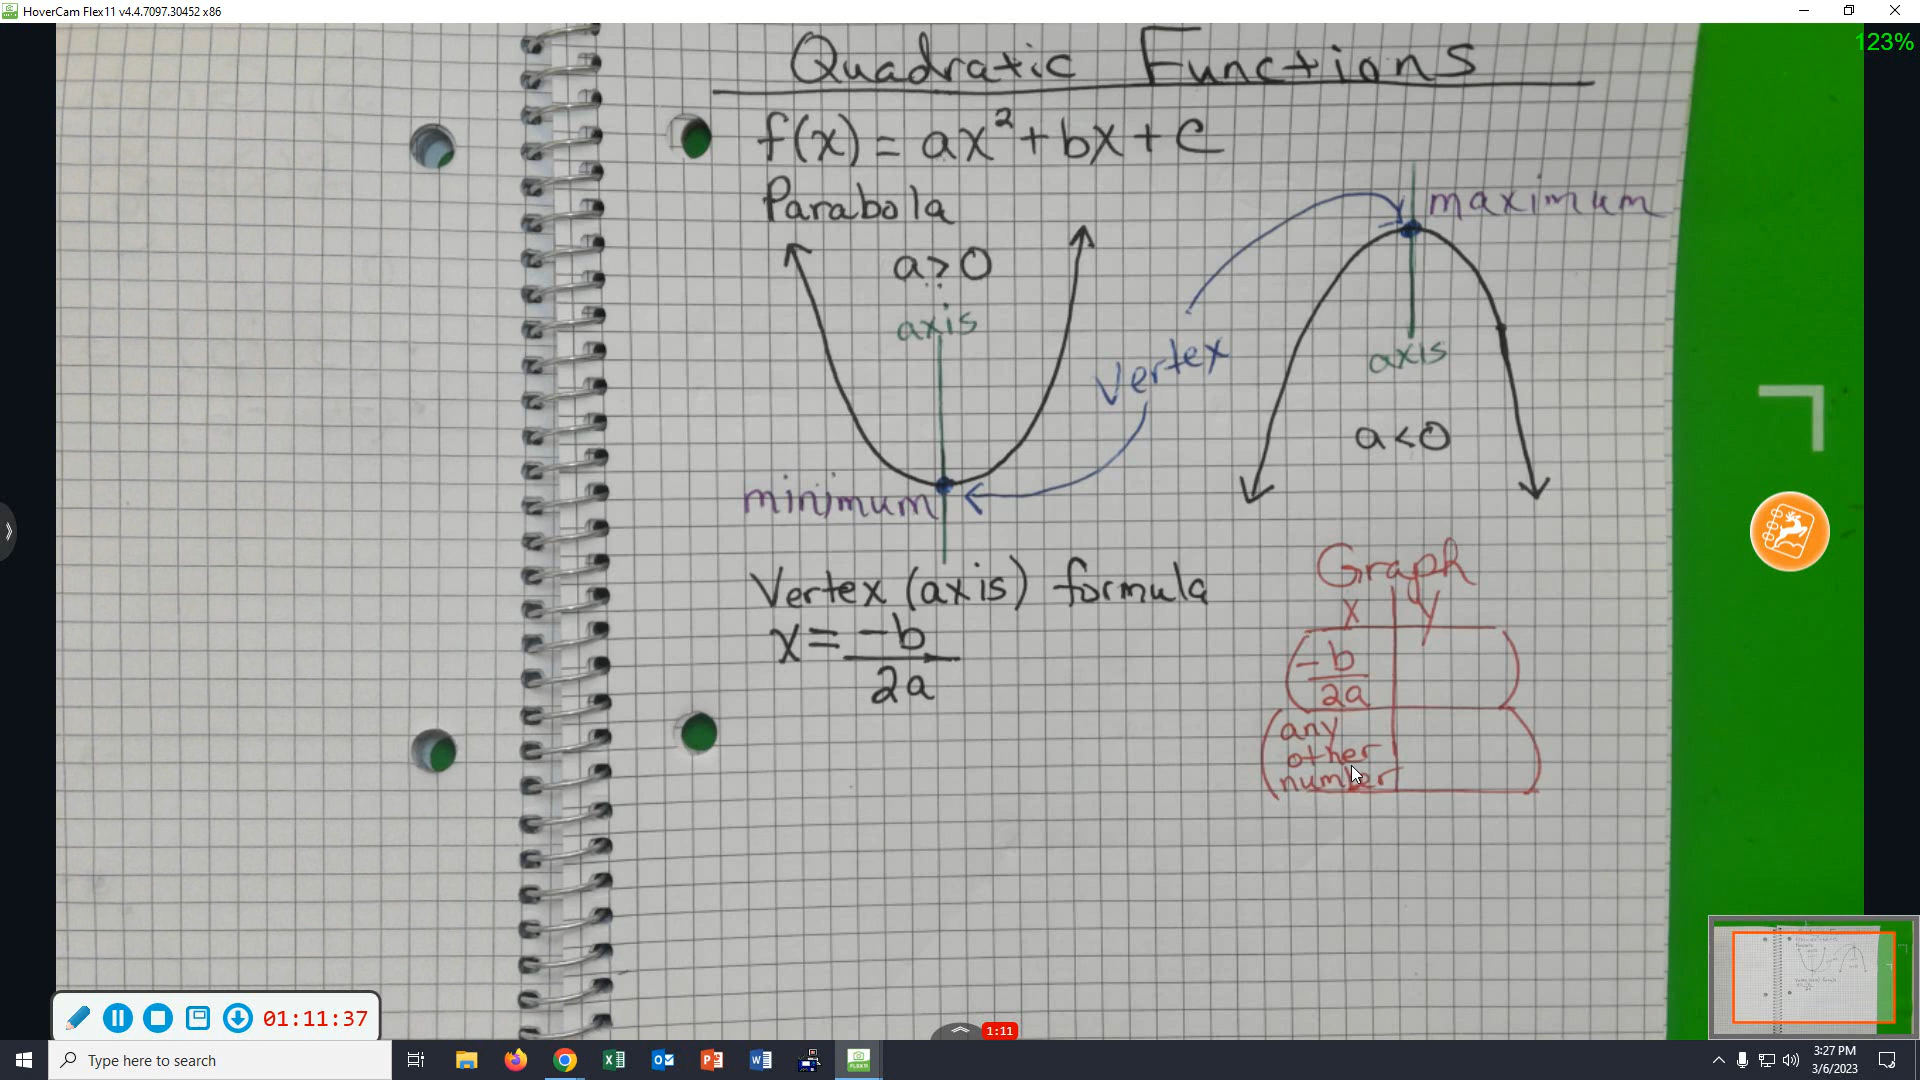 HoverCam Flex11 v4.4.7097.30452 x86
123%
Quadratic Functions
f(x) = ax² + bx + c
Parabola
maximum
a > 0
axis
Vertex
axis
a < 0
minimum
Vertex (axis) formula
x = -b
2a
Graph
x y
-b
2a
any
other
number
01:11:37
1:11
Type here to search
3:27 PM
3/6/2023